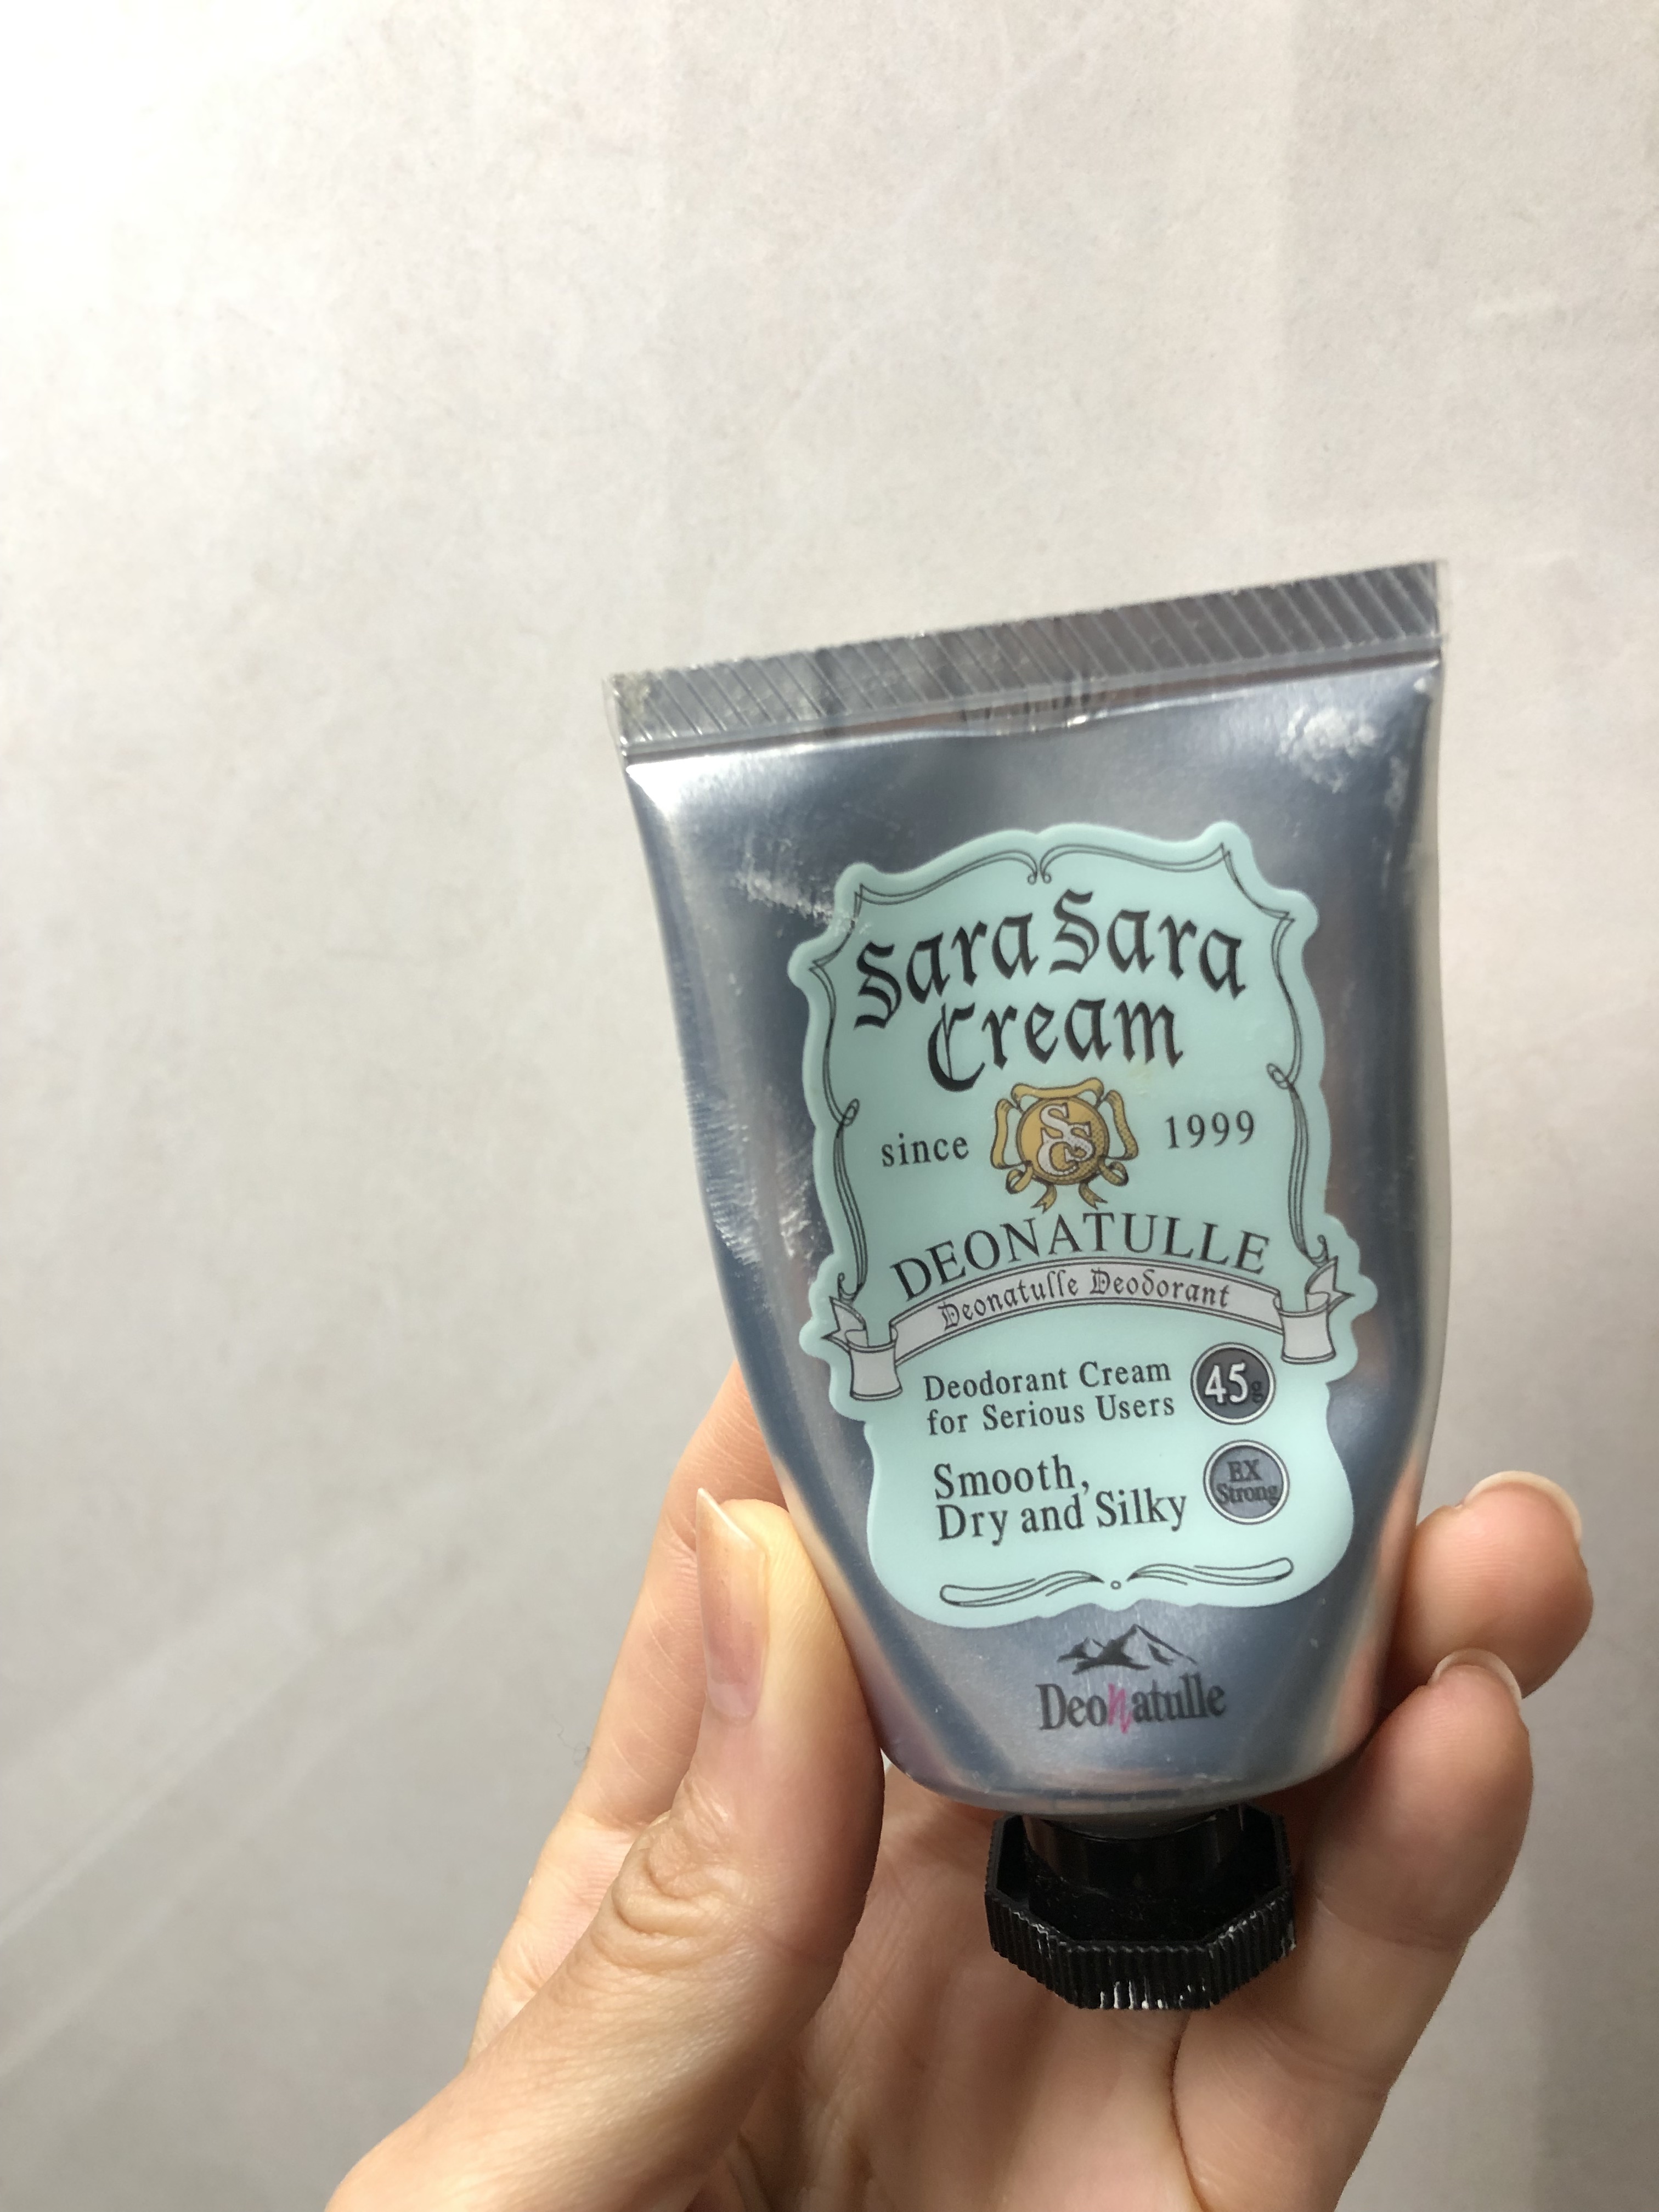 Sara Sara
Cream
since SSC 1999
DEONATULLE
Deonatulle Deodorant
Deodorant Cream
for Serious Users
45g
Smooth,
Dry and Silky
EX
Strong
Deonatulle